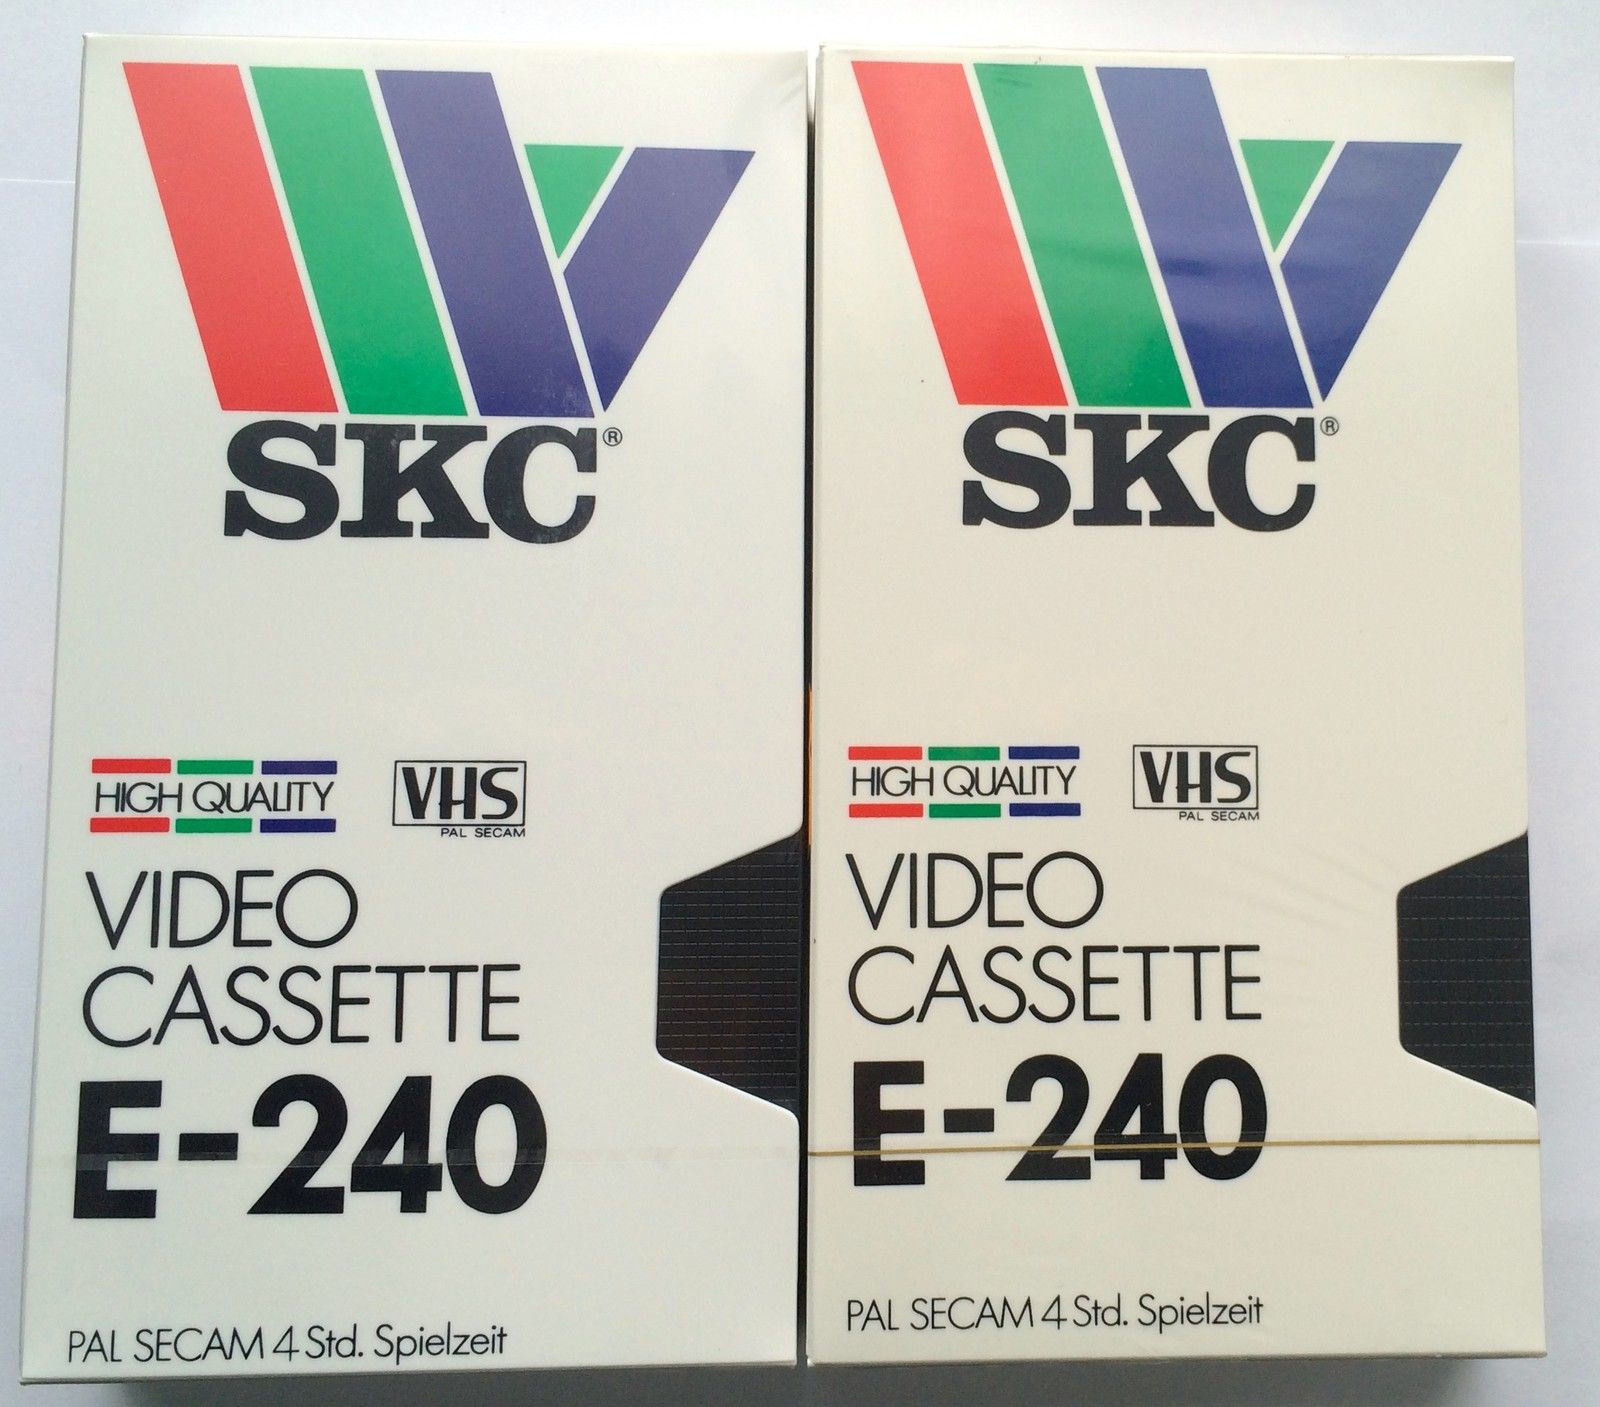 SKC®
HIGH QUALITY
VHS
PAL SECAM
VIDEO
CASSETTE
E-240
PAL SECAM 4 Std. Spielzeit
SKC®
HIGH QUALITY
VHS
PAL SECAM
VIDEO
CASSETTE
E-240
PAL SECAM 4 Std. Spielzeit